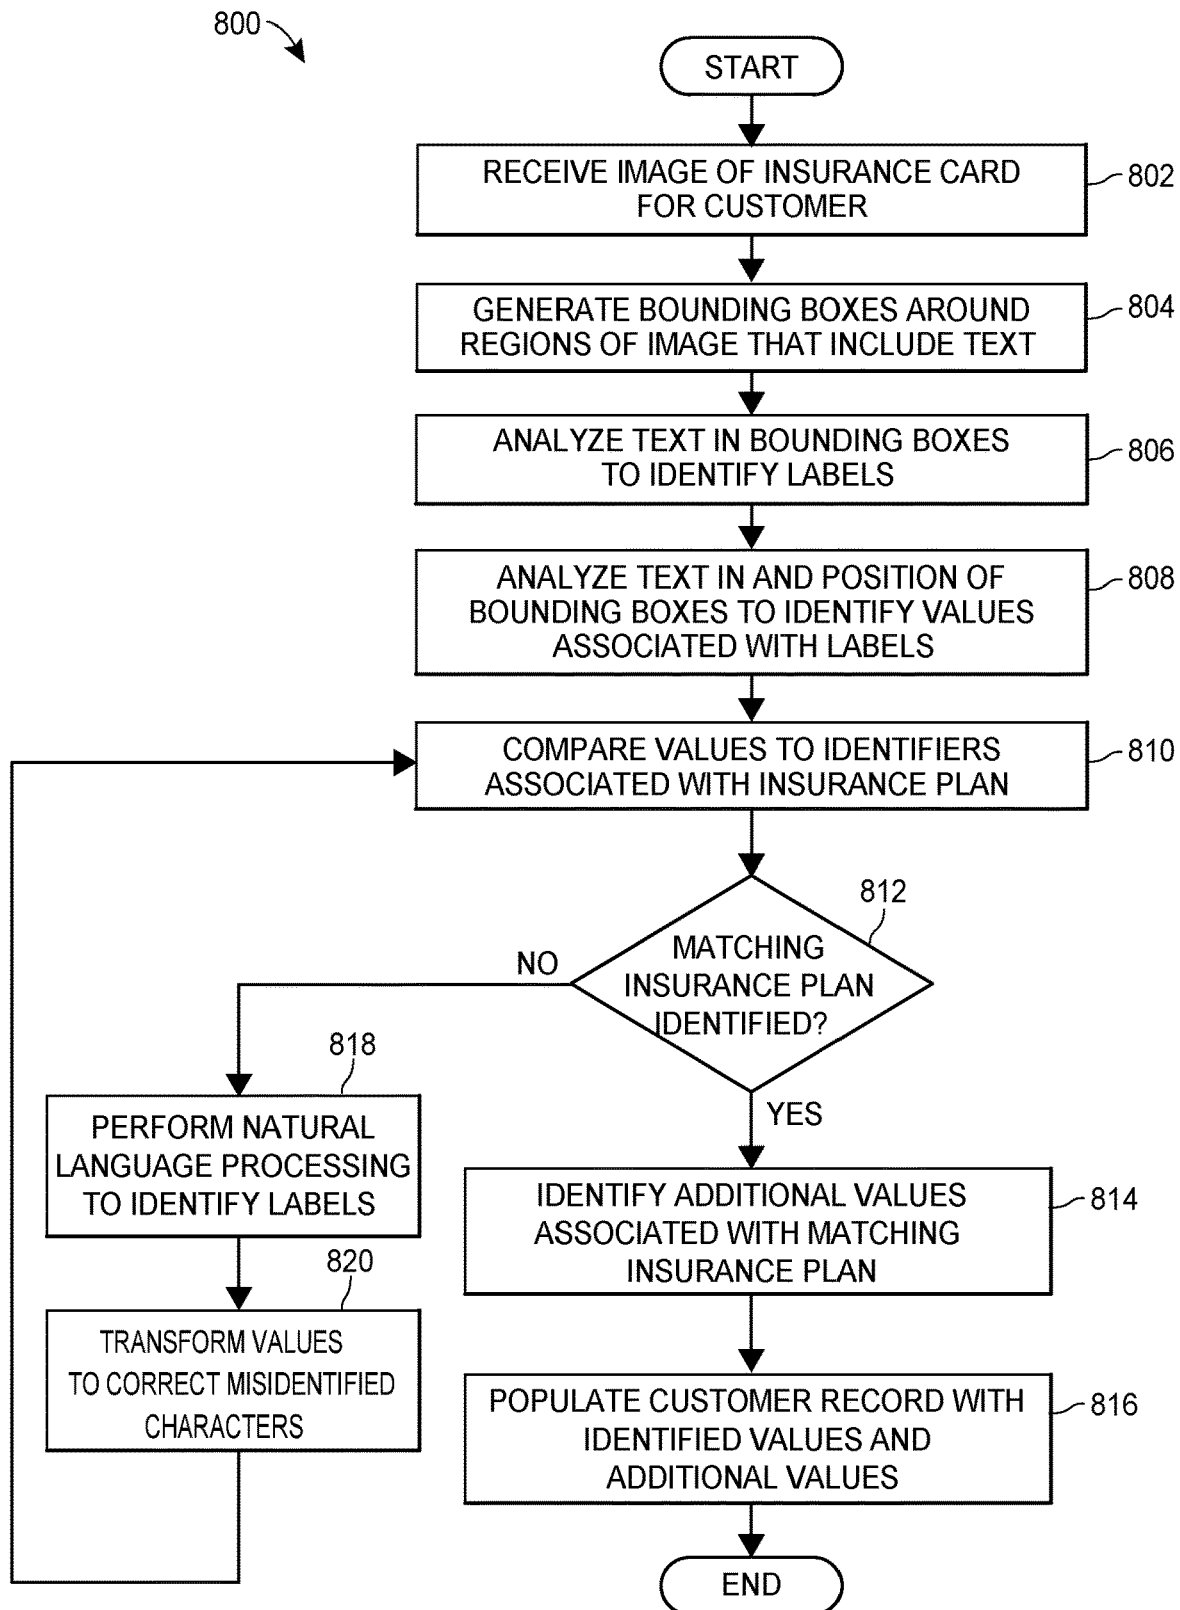 800
START
RECEIVE IMAGE OF INSURANCE CARD
FOR CUSTOMER
802
GENERATE BOUNDING BOXES AROUND
REGIONS OF IMAGE THAT INCLUDE TEXT
804
ANALYZE TEXT IN BOUNDING BOXES
TO IDENTIFY LABELS
806
ANALYZE TEXT IN AND POSITION OF
BOUNDING BOXES TO IDENTIFY VALUES
ASSOCIATED WITH LABELS
808
COMPARE VALUES TO IDENTIFIERS
ASSOCIATED WITH INSURANCE PLAN
810
812
MATCHING
INSURANCE PLAN
IDENTIFIED?
NO
YES
818
PERFORM NATURAL
LANGUAGE PROCESSING
TO IDENTIFY LABELS
820
TRANSFORM VALUES
TO CORRECT MISIDENTIFIED
CHARACTERS
IDENTIFY ADDITIONAL VALUES
ASSOCIATED WITH MATCHING
INSURANCE PLAN
814
POPULATE CUSTOMER RECORD WITH
IDENTIFIED VALUES AND
ADDITIONAL VALUES
816
END